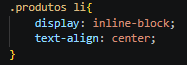 .produtos li{
display: inline-block;
text-align: center;
}